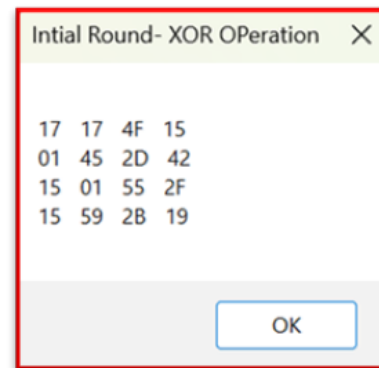 Intial Round- XOR OPeration
17 17 4F 15
01 45 2D 42
15 01 55 2F
15 59 2B 19
OK